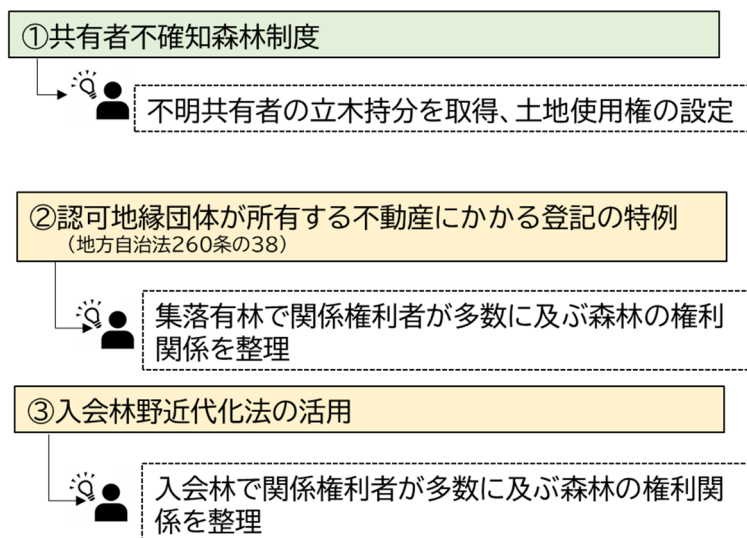 ①共有者不確知森林制度
不明共有者の立木持分を取得、土地使用権の設定
②認可地縁団体が所有する不動産にかかる登記の特例
（地方自治法260条の38）
集落有林で関係権利者が多数に及ぶ森林の権利
関係を整理
③入会林野近代化法の活用
入会林で関係権利者が多数に及ぶ森林の権利関
係を整理